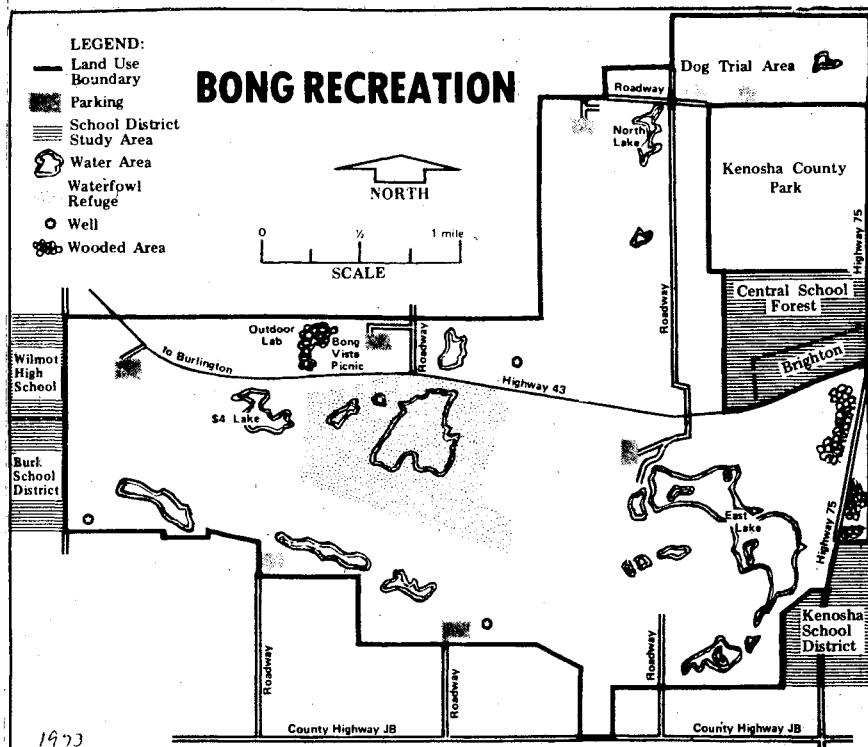 LEGEND:
Land Use
Boundary
Parking
School District
Study Area
Water Area
Waterfowl
Refuge
Well
Wooded Area
BONG RECREATION
NORTH
0 ½ 1 mile
SCALE
Dog Trial Area
Roadway
North
Lake
Kenosha County
Park
Highway 75
Central School
Forest
Brighton
Roadway
Outdoor
Lab
Bong
Vista
Picnic
Roadway
to Burlington
Highway 43
Wilmot
High
School
$4 Lake
Burk
School
District
East
Lake
Highway 75
Kenosha
School
District
Roadway
Roadway
Roadway
County Highway JB
County Highway JB
1973